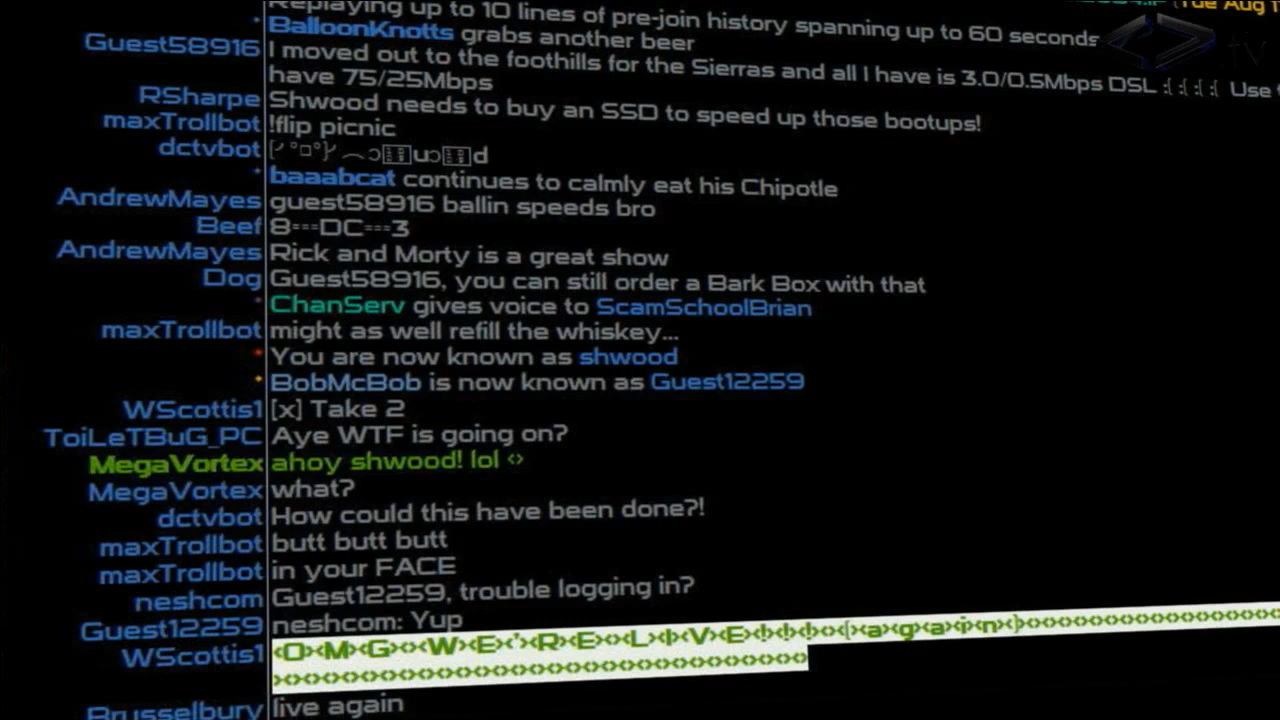 Replaying up to 10 lines of pre-join history spanning up to 60 seconds
(Tue Aug 1
* BalloonKnotts grabs another beer
Guest58916 I moved out to the foothills for the Sierras and all I have is 3.0/0.5Mbps DSL :( :( :( :( Use
have 75/25Mbps
RSharpe Shwood needs to buy an SSD to speed up those bootups!
maxTrollbot !flip picnic
dctvbot
* baaabcat continues to calmly eat his Chipotle
AndrewMayes guest58916 ballin speeds bro
Beef 8===DC===3
AndrewMayes Rick and Morty is a great show
Dog Guest58916, you can still order a Bark Box with that
* ChanServ gives voice to ScamSchoolBrian
maxTrollbot might as well refill the whiskey...
* You are now known as shwood
* BobMcBob is now known as Guest12259
WScottis1 [x] Take 2
ToiLeTBuG_PC Aye WTF is going on?
MegaVortex ahoy shwood! lol <>
MegaVortex what?
dctvbot How could this have been done?!
maxTrollbot butt butt butt
maxTrollbot in your FACE
neshcom Guest12259, trouble logging in?
Guest12259 neshcom: Yup
WScottis1 <O><M><G><><W><E><'><R><E><><L><I><V><E><!><!><!><><(><a><g><a><i><n><)>
Brusselbury live again
.tv